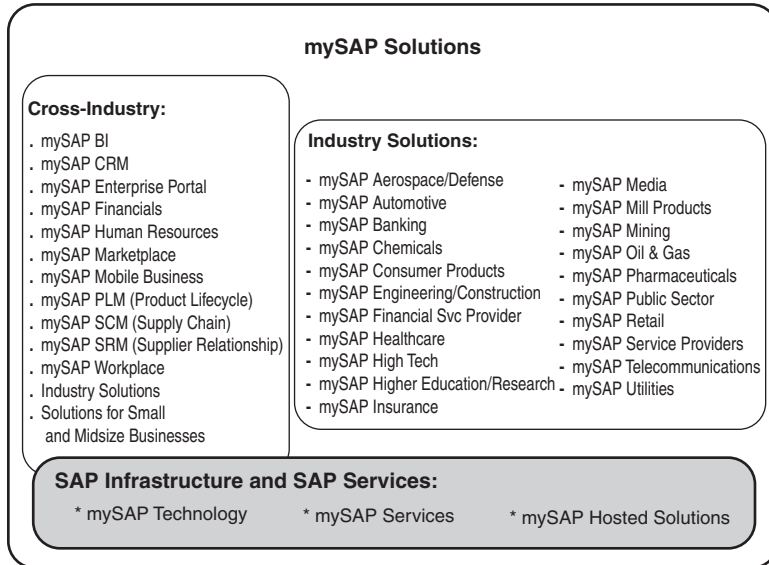 mySAP Solutions
Cross-Industry:
. mySAP BI
. mySAP CRM
. mySAP Enterprise Portal
. mySAP Financials
. mySAP Human Resources
. mySAP Marketplace
. mySAP Mobile Business
. mySAP PLM (Product Lifecycle)
. mySAP SCM (Supply Chain)
. mySAP SRM (Supplier Relationship)
. mySAP Workplace
. Industry Solutions
. Solutions for Small
and Midsize Businesses
Industry Solutions:
- mySAP Aerospace/Defense
- mySAP Automotive
- mySAP Banking
- mySAP Chemicals
- mySAP Consumer Products
- mySAP Engineering/Construction
- mySAP Financial Svc Provider
- mySAP Healthcare
- mySAP High Tech
- mySAP Higher Education/Research
- mySAP Insurance
- mySAP Media
- mySAP Mill Products
- mySAP Mining
- mySAP Oil & Gas
- mySAP Pharmaceuticals
- mySAP Public Sector
- mySAP Retail
- mySAP Service Providers
- mySAP Telecommunications
- mySAP Utilities
SAP Infrastructure and SAP Services:
* mySAP Technology * mySAP Services * mySAP Hosted Solutions